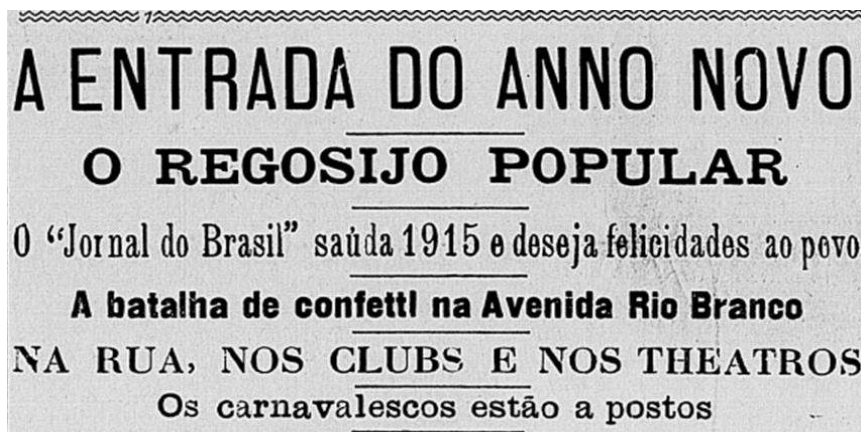 A ENTRADA DO ANNO NOVO
O REGOSIJO POPULAR
O "Jornal do Brasil" saúda 1915 e deseja felicidades ao povo
A batalha de confetti na Avenida Rio Branco
NA RUA, NOS CLUBS E NOS THEATROS
Os carnavalescos estão a postos